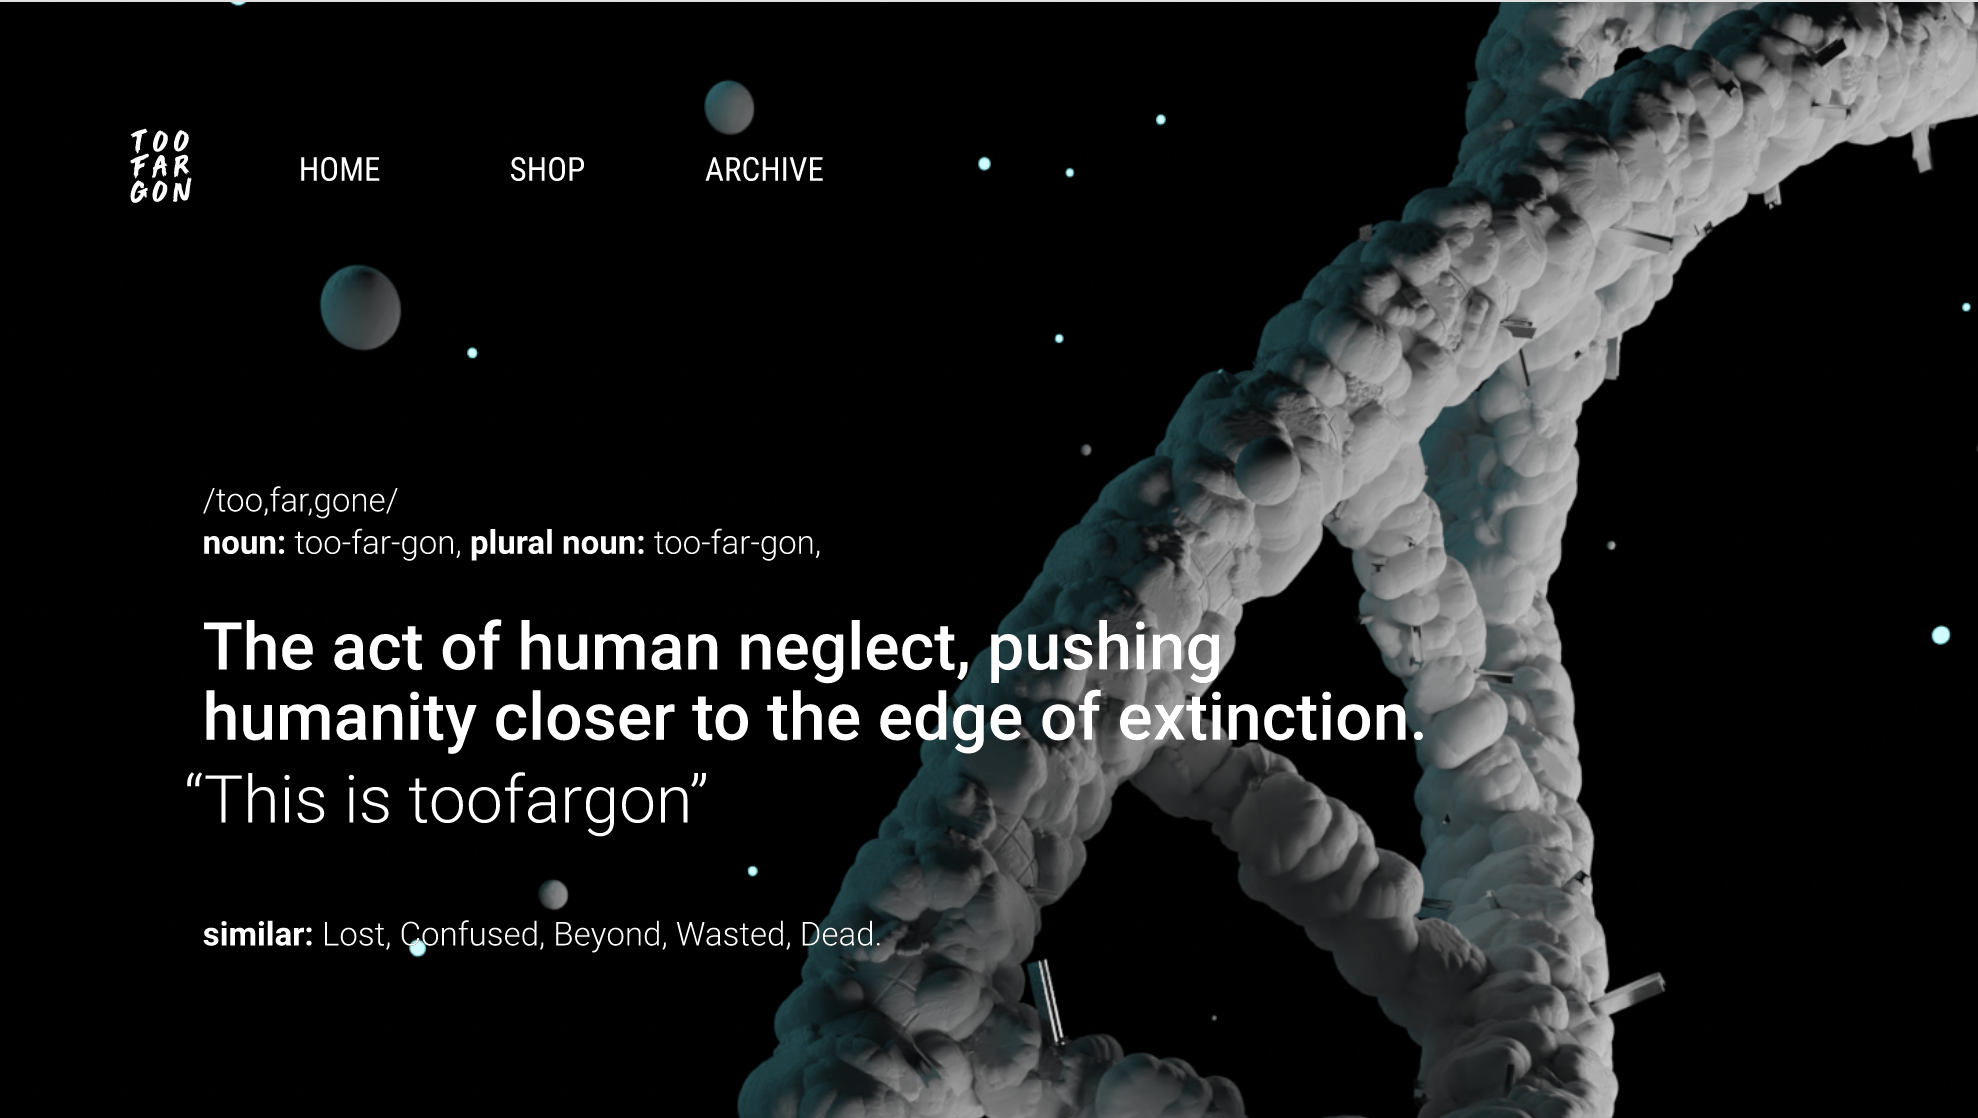 TOO
FAR
GON
HOME SHOP ARCHIVE
/too,far,gone/
noun: too-far-gon, plural noun: too-far-gon,
The act of human neglect, pushing
humanity closer to the edge of extinction.
“This is toofargon”
similar: Lost, Confused, Beyond, Wasted, Dead.